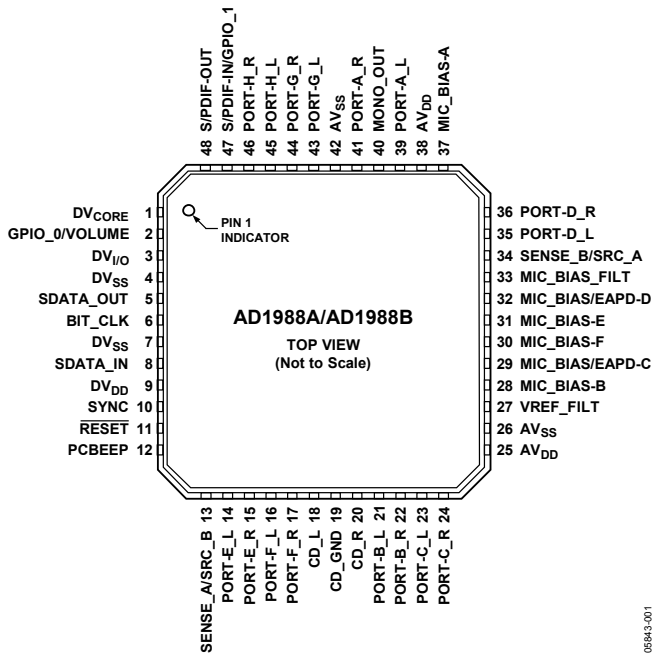 48 S/PDIF-OUT
47 S/PDIF-IN/GPIO_1
46 PORT-H_R
45 PORT-H_L
44 PORT-G_R
43 PORT-G_L
42 AVSS
41 PORT-A_R
40 MONO_OUT
39 PORT-A_L
38 AVDD
37 MIC_BIAS-A
DVCORE 1
GPIO_0/VOLUME 2
DVI/O 3
DVSS 4
SDATA_OUT 5
BIT_CLK 6
DVSS 7
SDATA_IN 8
DVDD 9
SYNC 10
RESET 11
PCBEEP 12
PIN 1
INDICATOR
AD1988A/AD1988B
TOP VIEW
(Not to Scale)
36 PORT-D_R
35 PORT-D_L
34 SENSE_B/SRC_A
33 MIC_BIAS_FILT
32 MIC_BIAS/EAPD-D
31 MIC_BIAS-E
30 MIC_BIAS-F
29 MIC_BIAS/EAPD-C
28 MIC_BIAS-B
27 VREF_FILT
26 AVSS
25 AVDD
SENSE_A/SRC_B 13
PORT-E_L 14
PORT-E_R 15
PORT-F_L 16
PORT-F_R 17
CD_L 18
CD_GND 19
CD_R 20
PORT-B_L 21
PORT-B_R 22
PORT-C_L 23
PORT-C_R 24
05843-001